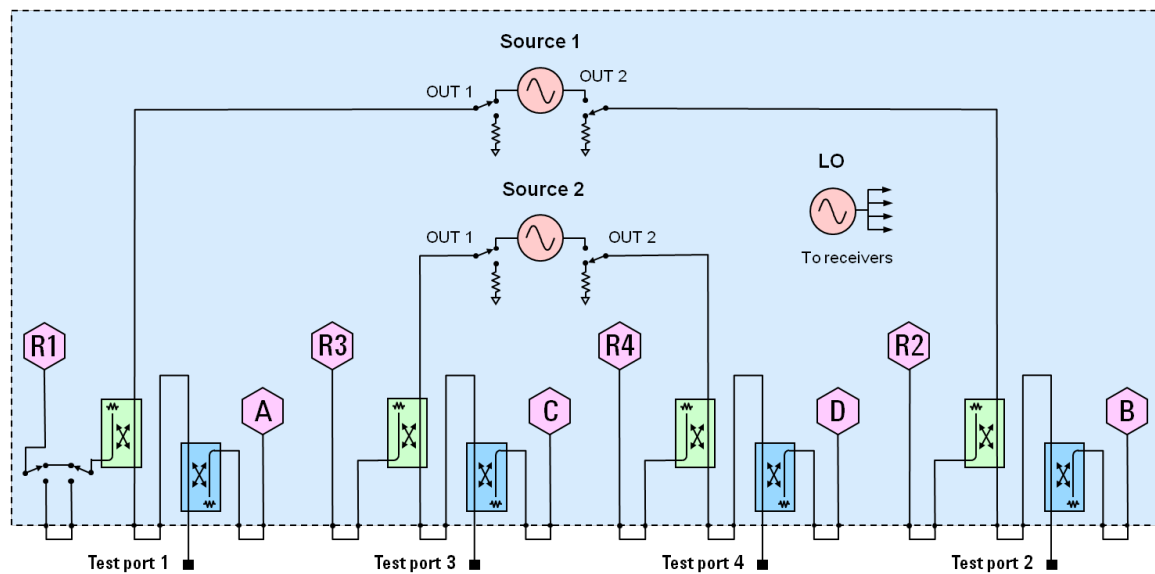 Source 1
OUT 1
OUT 2
Source 2
OUT 1
OUT 2
LO
To receivers
R1
R3
R4
R2
A
C
D
B
Test port 1
Test port 3
Test port 4
Test port 2